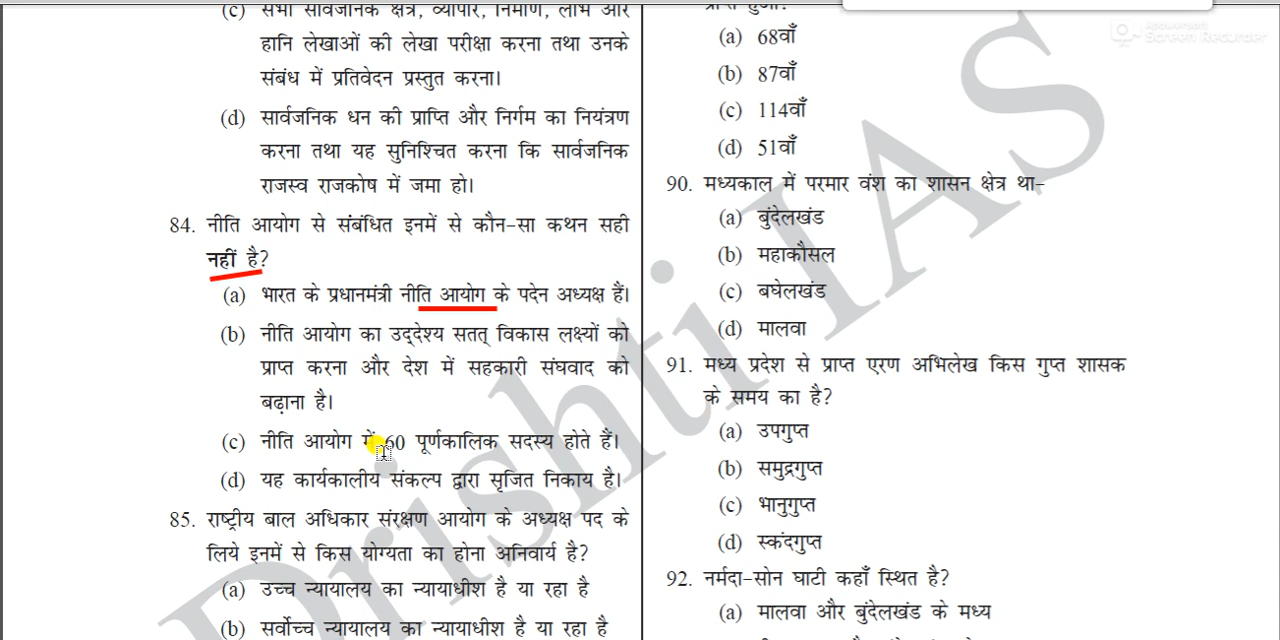 (c) सभी सार्वजनिक क्षेत्र, व्यापार, निर्माण, लाभ और
हानि लेखाओं की लेखा परीक्षा करना तथा उनके
संबंध में प्रतिवेदन प्रस्तुत करना।
(d) सार्वजनिक धन की प्राप्ति और निर्गम का नियंत्रण
करना तथा यह सुनिश्चित करना कि सार्वजनिक
राजस्व राजकोष में जमा हो।
84. नीति आयोग से संबंधित इनमें से कौन-सा कथन सही
नहीं है?
(a) भारत के प्रधानमंत्री नीति आयोग के पदेन अध्यक्ष हैं।
(b) नीति आयोग का उद्देश्य सतत् विकास लक्ष्यों को
प्राप्त करना और देश में सहकारी संघवाद को
बढ़ाना है।
(c) नीति आयोग में 60 पूर्णकालिक सदस्य होते हैं।
(d) यह कार्यकालीय संकल्प द्वारा सृजित निकाय है।
85. राष्ट्रीय बाल अधिकार संरक्षण आयोग के अध्यक्ष पद के
लिये इनमें से किस योग्यता का होना अनिवार्य है?
(a) उच्च न्यायालय का न्यायाधीश है या रहा है
(b) सर्वोच्च न्यायालय का न्यायाधीश है या रहा है
प्राप्त हुआ?
(a) 68वाँ
(b) 87वाँ
(c) 114वाँ
(d) 51वाँ
90. मध्यकाल में परमार वंश का शासन क्षेत्र था-
(a) बुंदेलखंड
(b) महाकौसल
(c) बघेलखंड
(d) मालवा
91. मध्य प्रदेश से प्राप्त एरण अभिलेख किस गुप्त शासक
के समय का है?
(a) उपगुप्त
(b) समुद्रगुप्त
(c) भानुगुप्त
(d) स्कंदगुप्त
92. नर्मदा-सोन घाटी कहाँ स्थित है?
(a) मालवा और बुंदेलखंड के मध्य
Drishti IAS
Apowersoft
Screen Recorder